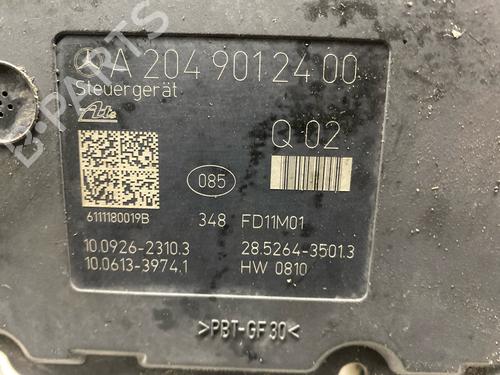 A 204 901 24 00
Steuergerät
Ate
Q 02
085
6111180019B
348 FD11M01
10.0926-2310.3 28.5264-3501.3
10.0613-3974.1 HW 0810
>PBT-GF30<
B-PARTS